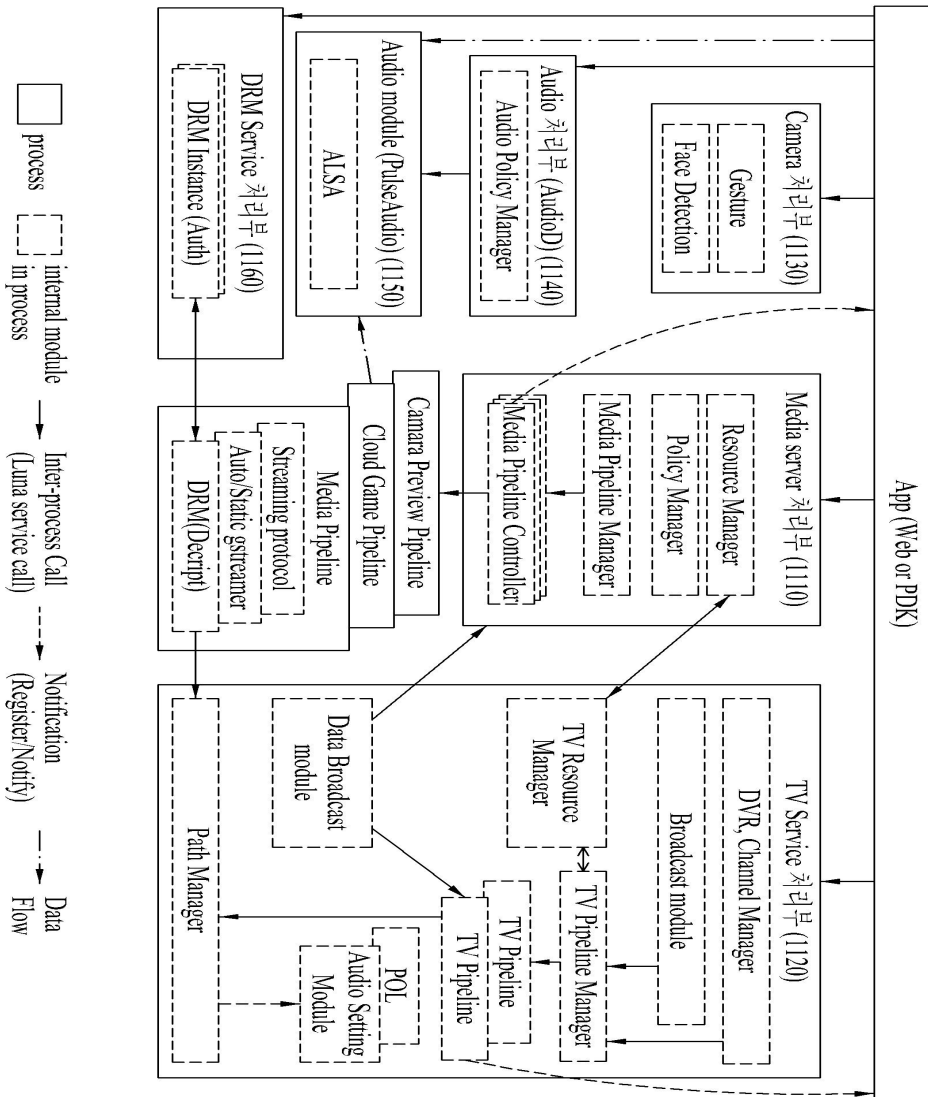 App (Web or PDK)
Camera 처리부 (1130)
Gesture
Face Detection
Audio 처리부 (AudioD) (1140)
Audio Policy Manager
Audio module (PulseAudio) (1150)
ALSA
DRM Service 처리부 (1160)
DRM Instance (Auth)
Media server 처리부 (1110)
Resource Manager
Policy Manager
Media Pipeline Manager
Media Pipeline Controller
Camara Preview Pipeline
Cloud Game Pipeline
Media Pipeline
Streaming protocol
Auto/Static gstreamer
DRM(Decript)
TV Service 처리부 (1120)
DVR, Channel Manager
Broadcast module
TV Resource
Manager
TV Pipeline Manager
TV Pipeline
TV Pipeline
Data Broadcast
module
POL
Audio Setting
Module
Path Manager
process
internal module
in process
Inter-process Call
(Luna service call)
Notification
(Register/Notify)
Data
Flow